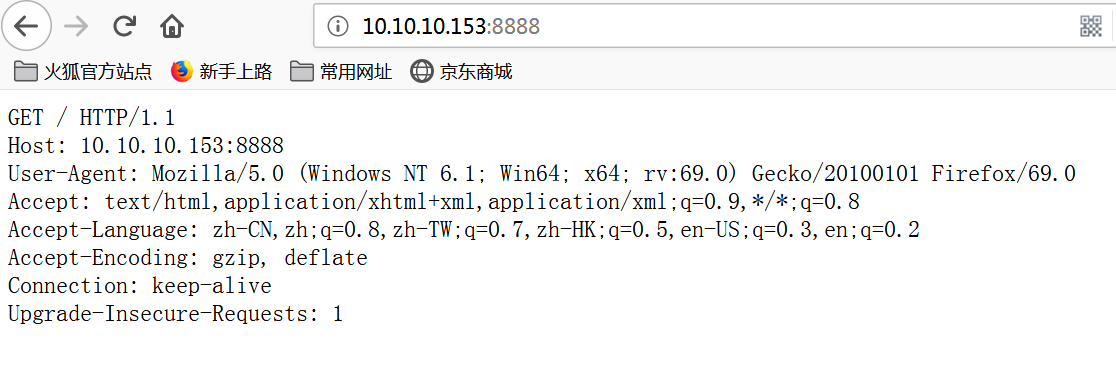 10.10.10.153:8888
火狐官方站点 新手上路 常用网址 京东商城
GET / HTTP/1.1
Host: 10.10.10.153:8888
User-Agent: Mozilla/5.0 (Windows NT 6.1; Win64; x64; rv:69.0) Gecko/20100101 Firefox/69.0
Accept: text/html,application/xhtml+xml,application/xml;q=0.9,*/*;q=0.8
Accept-Language: zh-CN,zh;q=0.8,zh-TW;q=0.7,zh-HK;q=0.5,en-US;q=0.3,en;q=0.2
Accept-Encoding: gzip, deflate
Connection: keep-alive
Upgrade-Insecure-Requests: 1